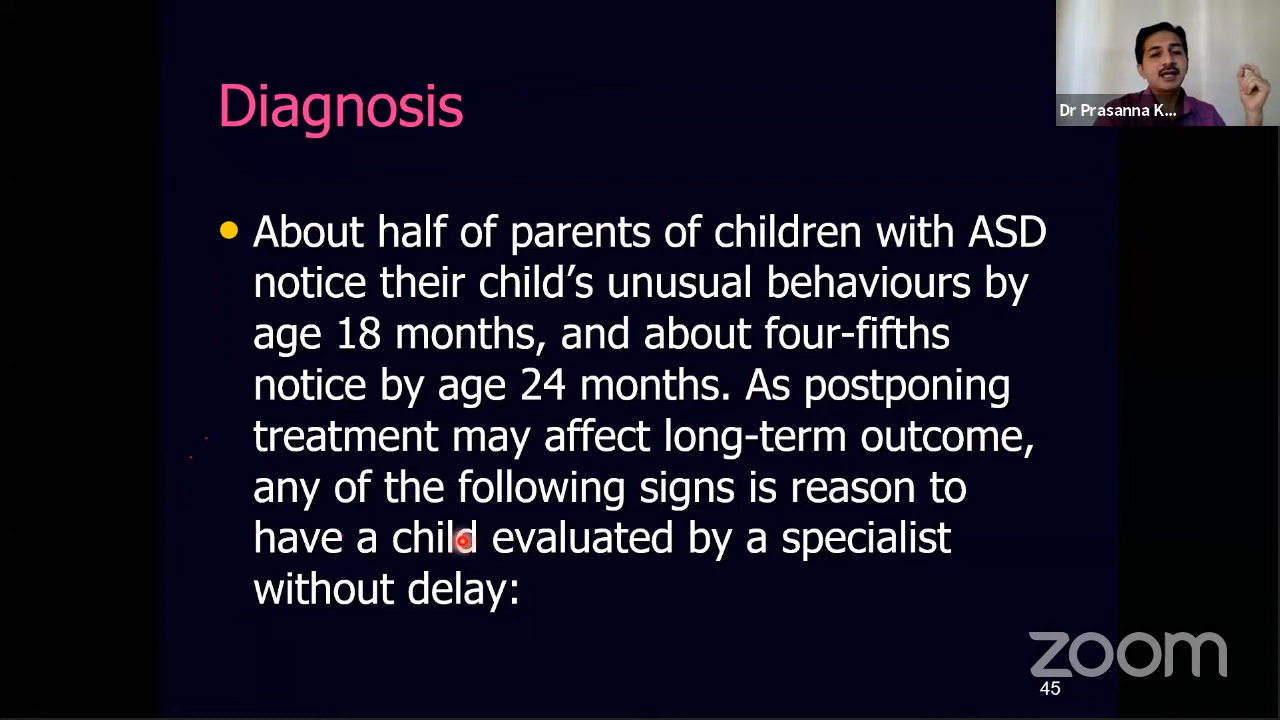 Diagnosis
Dr Prasanna K...
• About half of parents of children with ASD
notice their child’s unusual behaviours by
age 18 months, and about four-fifths
notice by age 24 months. As postponing
treatment may affect long-term outcome,
any of the following signs is reason to
have a child evaluated by a specialist
without delay:
zoom
45